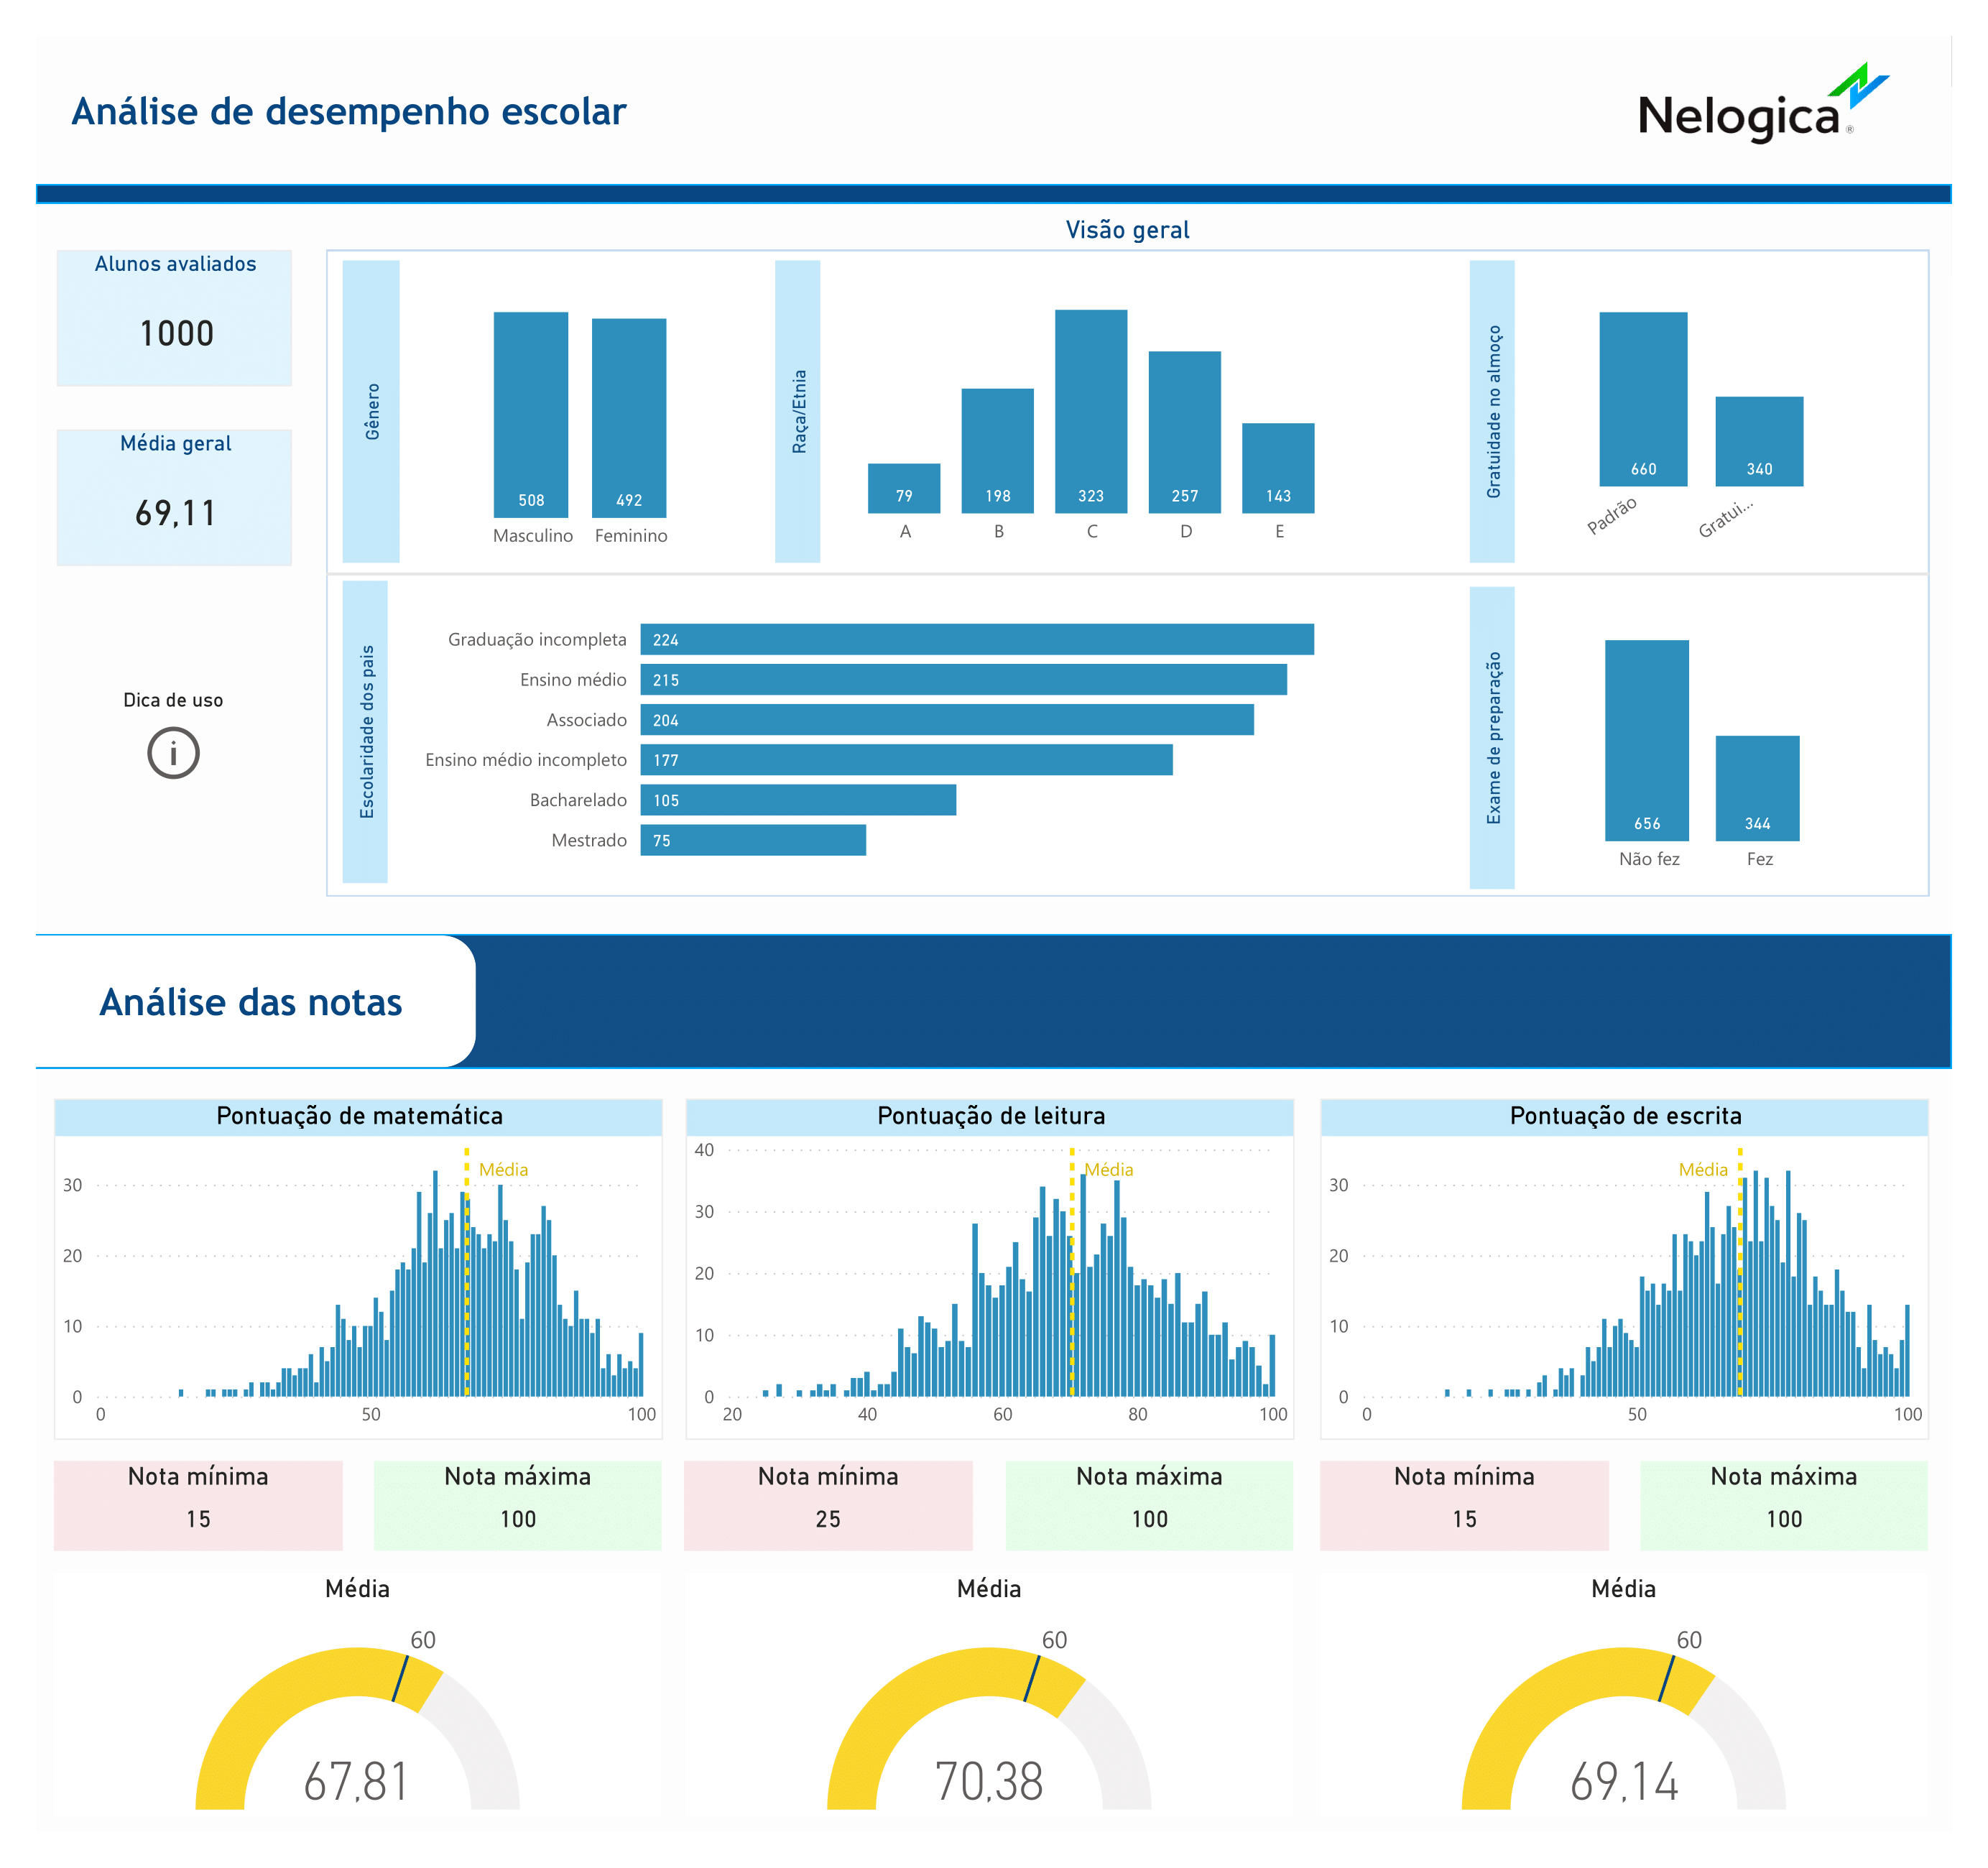 Análise de desempenho escolar
Nelogica®
Visão geral
Alunos avaliados
1000
Média geral
69,11
Dica de uso
i
Gênero
508
492
Masculino
Feminino
Raça/Etnia
79
198
323
257
143
A
B
C
D
E
Gratuidade no almoço
660
340
Padrão
Gratui...
Escolaridade dos pais
Graduação incompleta
224
Ensino médio
215
Associado
204
Ensino médio incompleto
177
Bacharelado
105
Mestrado
75
Exame de preparação
656
344
Não fez
Fez
Análise das notas
Pontuação de matemática
Média
30
20
10
0
0
50
100
Pontuação de leitura
Média
40
30
20
10
0
20
40
60
80
100
Pontuação de escrita
Média
30
20
10
0
0
50
100
Nota mínima
15
Nota máxima
100
Nota mínima
25
Nota máxima
100
Nota mínima
15
Nota máxima
100
Média
60
67,81
Média
60
70,38
Média
60
69,14